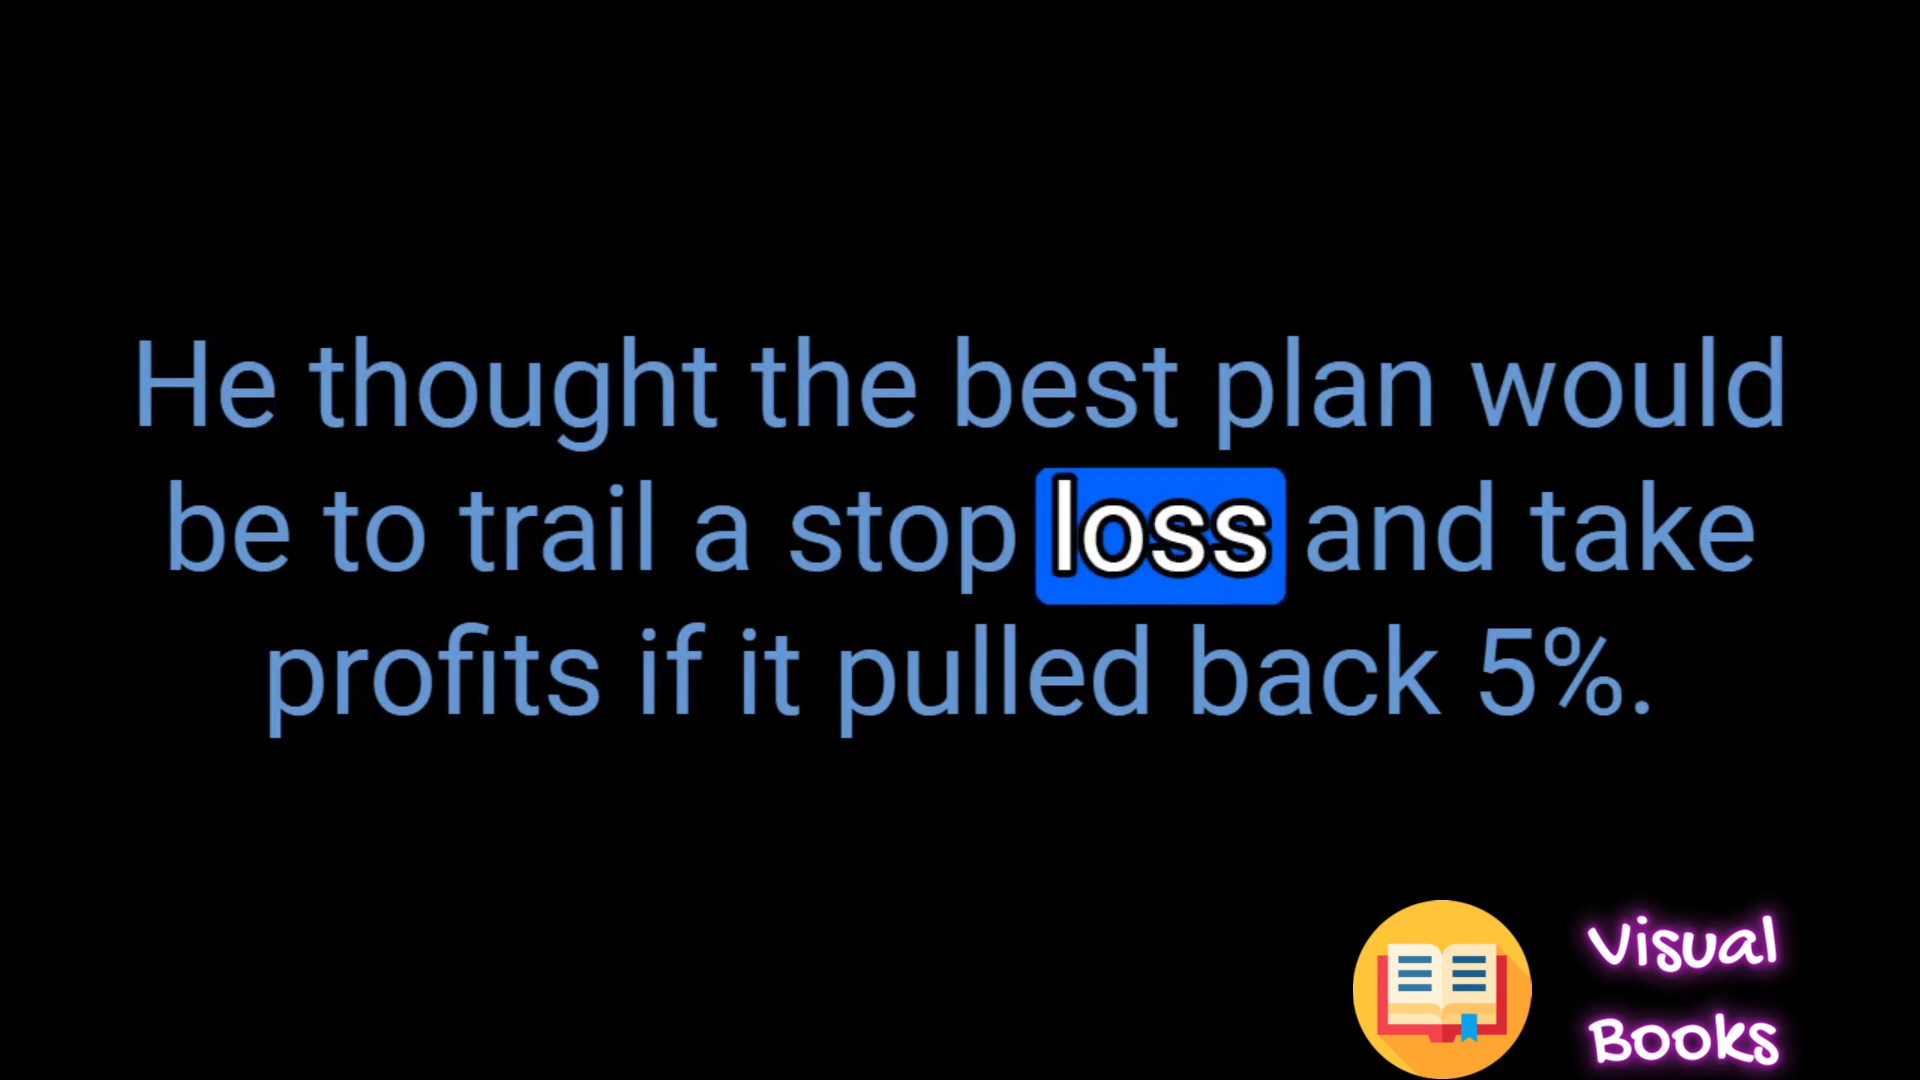 He thought the best plan would
be to trail a stop loss and take
profits if it pulled back 5%.
Visual
Books